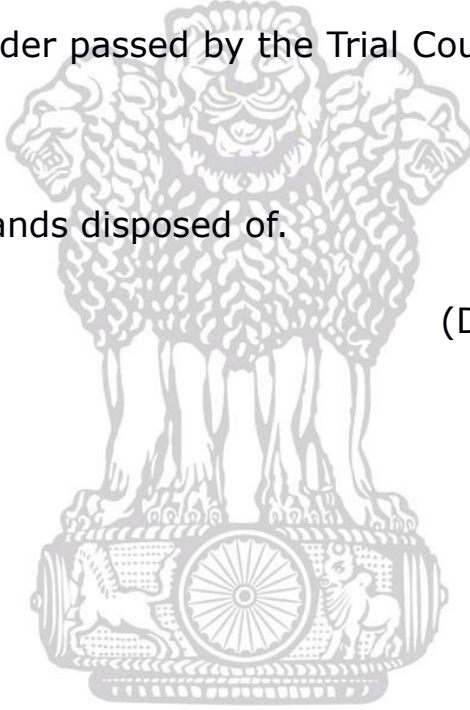 der passed by the Trial Cou
ands disposed of.
(D